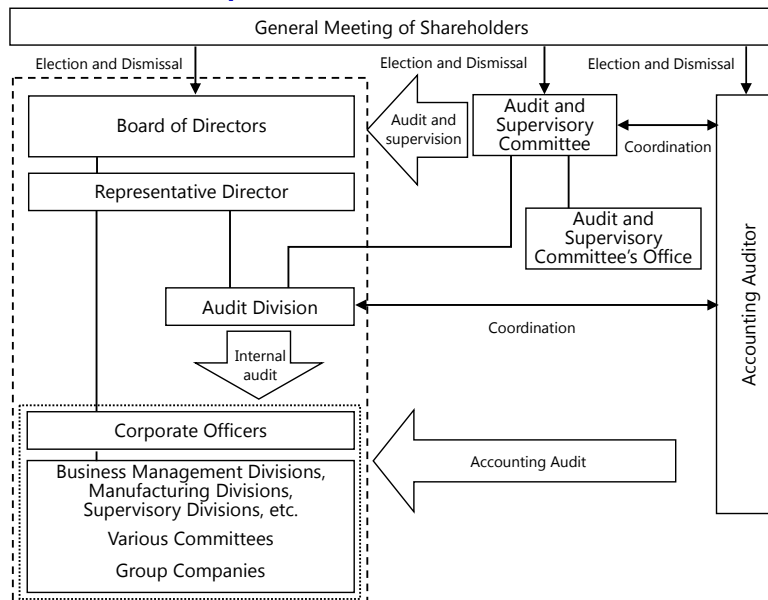 General Meeting of Shareholders
Election and Dismissal
Election and Dismissal
Election and Dismissal
Board of Directors
Audit and
supervision
Audit and
Supervisory
Committee
Coordination
Representative Director
Audit and
Supervisory
Committee's Office
Accounting Auditor
Audit Division
Coordination
Internal
audit
Corporate Officers
Accounting Audit
Business Management Divisions,
Manufacturing Divisions,
Supervisory Divisions, etc.
Various Committees
Group Companies